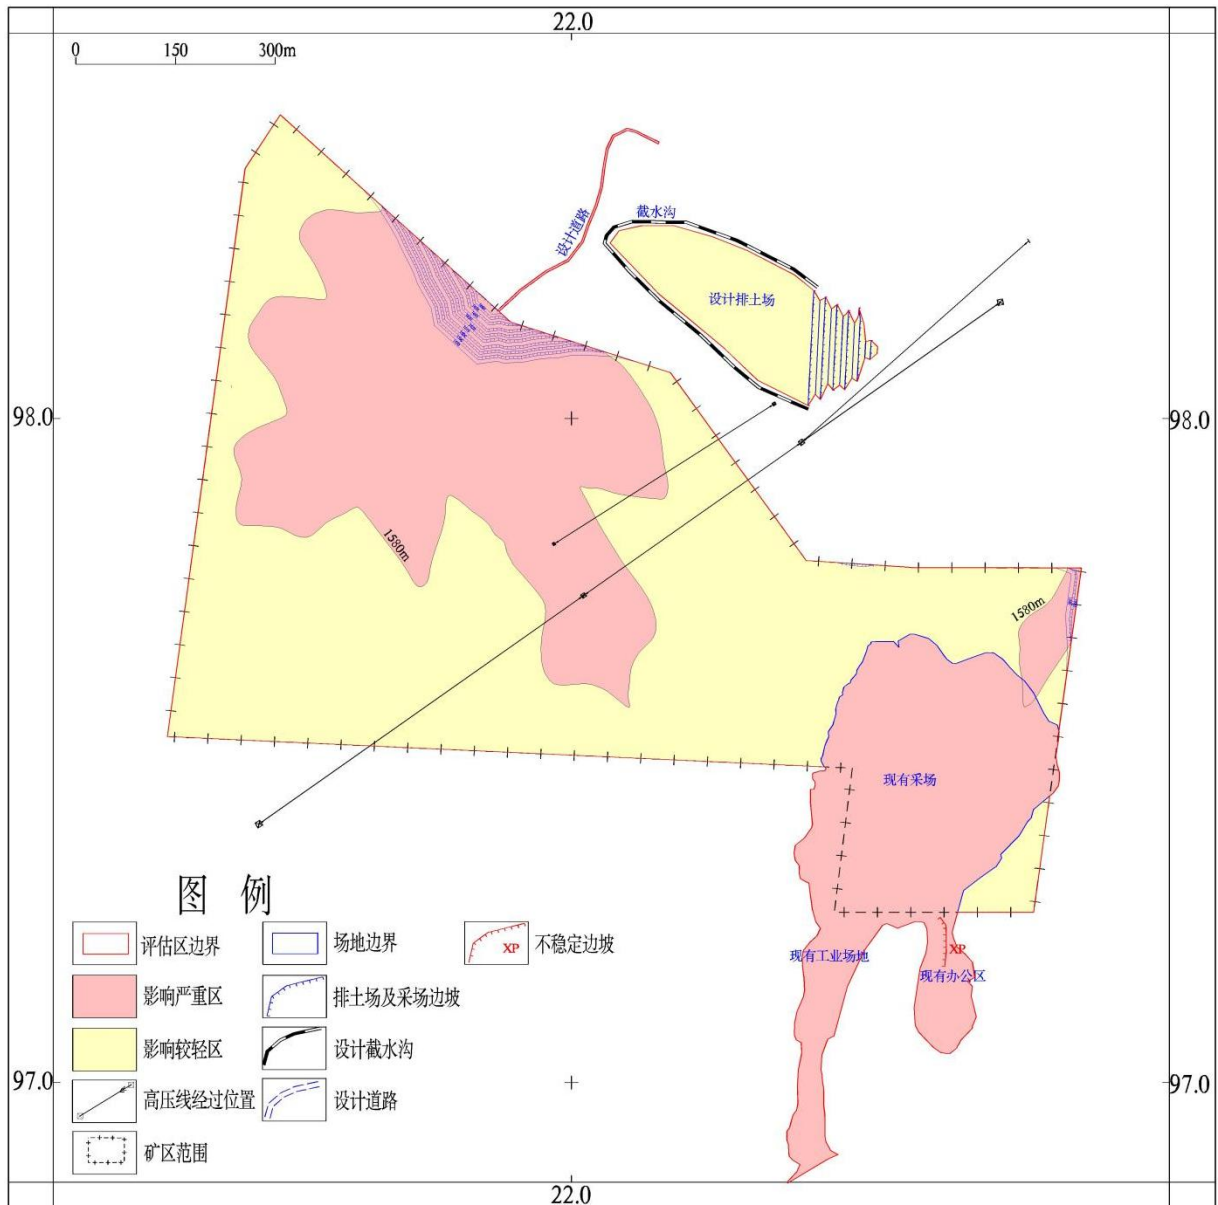 22.0
0 150 300m
截水沟
设计道路
设计排土场
98.0
98.0
1580m
1580m
现有采场
图 例
评估区边界
场地边界
XP
不稳定边坡
XP
现有工业场地
现有办公区
影响严重区
排土场及采场边坡
影响较轻区
设计截水沟
97.0
97.0
高压线经过位置
设计道路
矿区范围
22.0